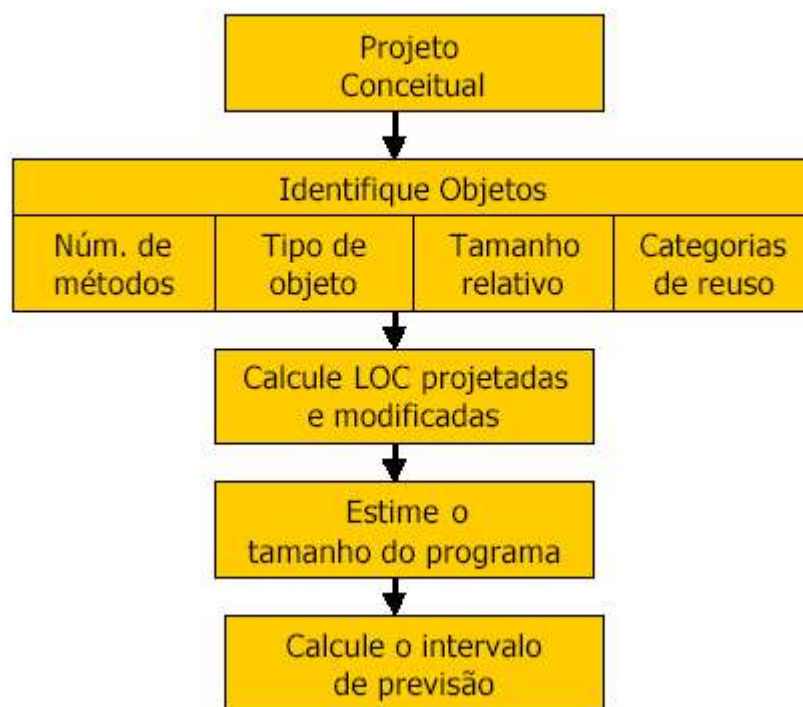 Projeto
Conceitual
Identifique Objetos
Núm. de
métodos
Tipo de
objeto
Tamanho
relativo
Categorias
de reuso
Calcule LOC projetadas
e modificadas
Estime o
tamanho do programa
Calcule o intervalo
de previsão